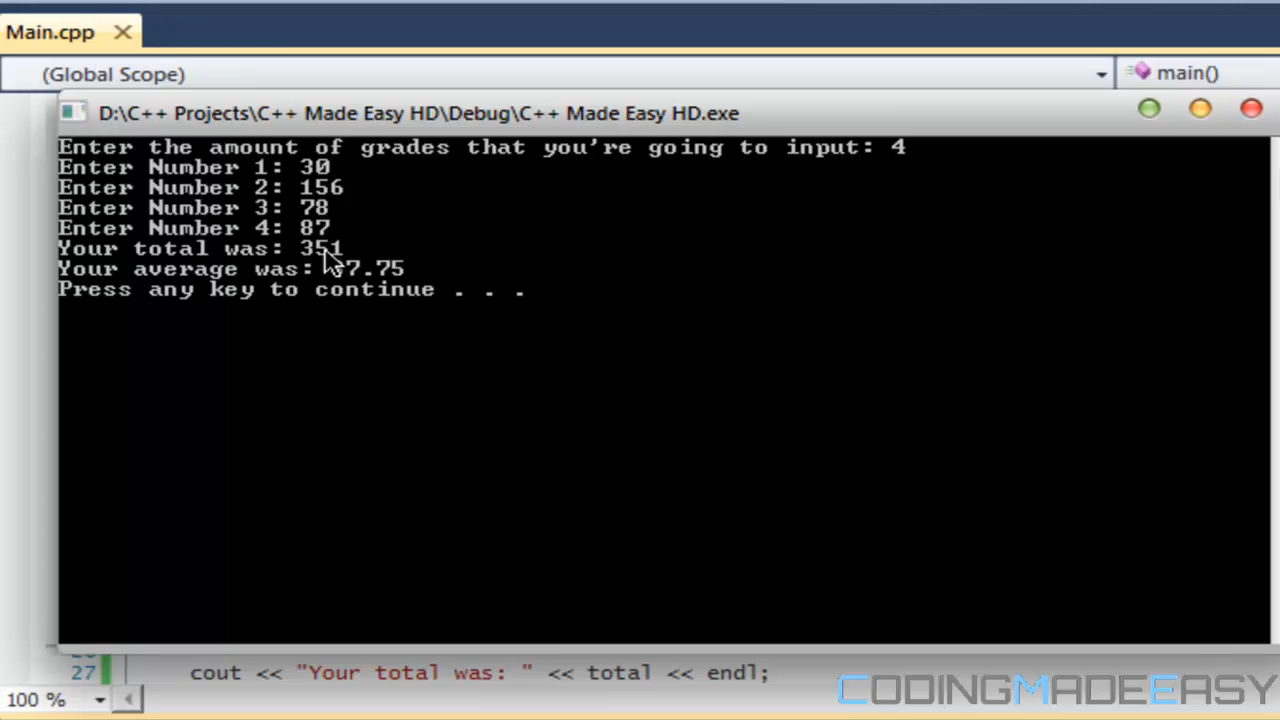 Main.cpp
(Global Scope)
main()
D:\C++ Projects\C++ Made Easy HD\Debug\C++ Made Easy HD.exe
Enter the amount of grades that you're going to input: 4
Enter Number 1: 30
Enter Number 2: 156
Enter Number 3: 78
Enter Number 4: 87
Your total was: 351
Your average was:
Press any key to continue . . .
27 cout << "Your total was: " << total << endl;
100 %
CODINGMADEEASY